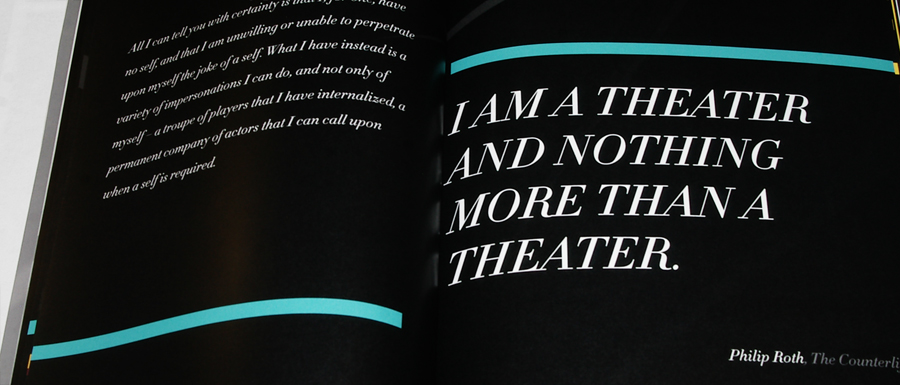 All I can tell you with certainty is that I, for one, have
no self, and that I am unwilling or unable to perpetrate
upon myself the joke of a self. What I have instead is a
variety of impersonations I can do, and not only of
myself – a troupe of players that I have internalized, a
permanent company of actors that I can call upon
when a self is required.
I AM A THEATER
AND NOTHING
MORE THAN A
THEATER.
Philip Roth, The Counterli